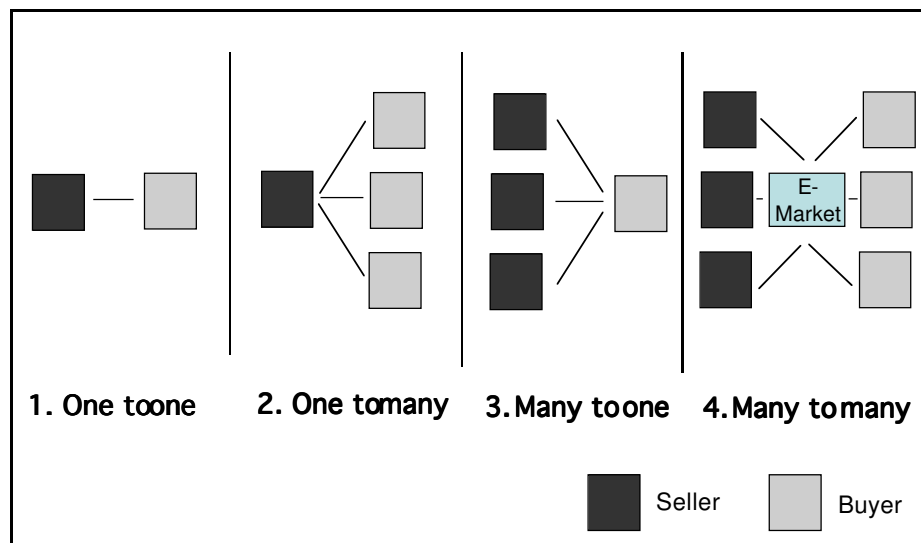 E-
Market
1. One toone
2. One tomany
3. Many toone
4. Many tomany
Seller
Buyer